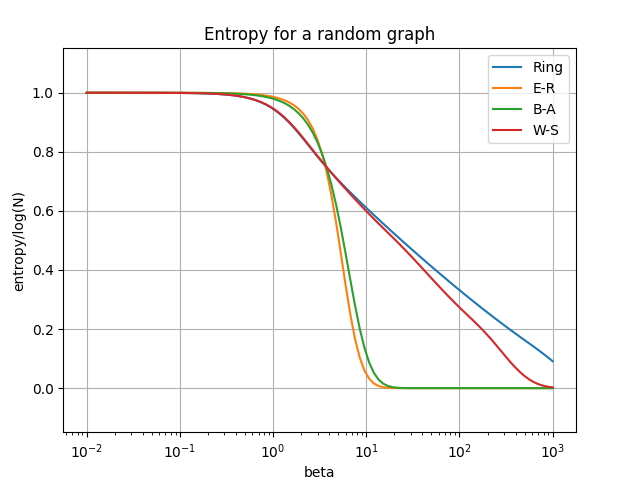 Entropy for a random graph
entropy/log(N)
1.0
0.8
0.6
0.4
0.2
0.0
Ring
E-R
B-A
W-S
10⁻²
10⁻¹
10⁰
10¹
10²
10³
beta